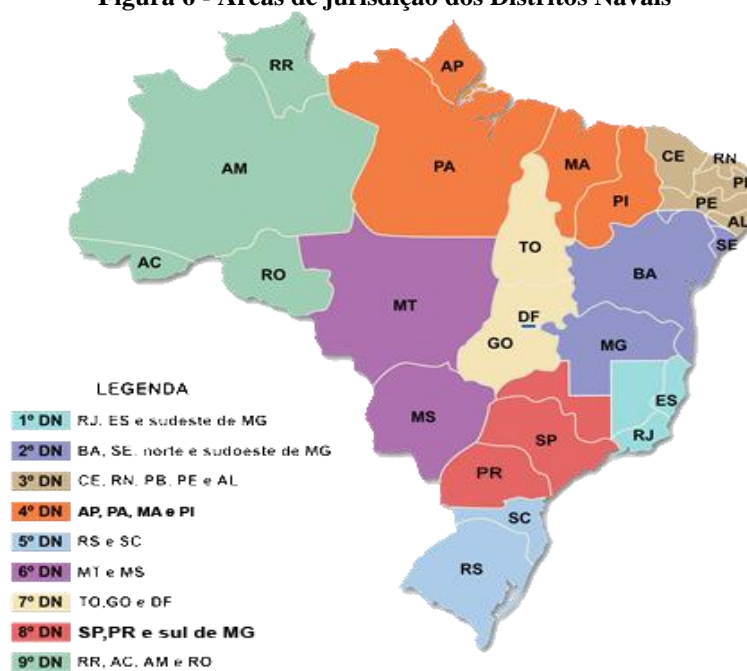 Figura 6 - Áreas de jurisdição dos Distritos Navais
RR
AP
AM
PA
MA
CE
RN
PI
PE
AL
SE
AC
RO
TO
BA
MT
DF
GO
MG
ES
MS
SP
RJ
PR
SC
RS
LEGENDA
1º DN RJ, ES e sudeste de MG
2º DN BA, SE, norte e sudoeste de MG
3º DN CE, RN, PB, PE e AL
4º DN AP, PA, MA e PI
5º DN RS e SC
6º DN MT e MS
7º DN TO.GO e DF
8º DN SP,PR e sul de MG
9º DN RR, AC, AM e RO